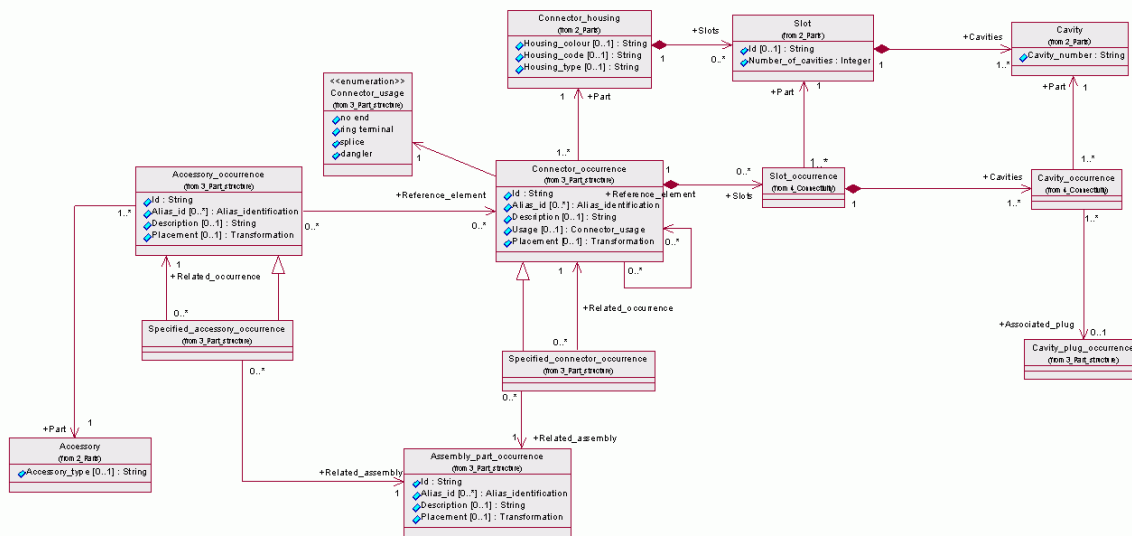 Connector_housing
(from 2_Parts)
Housing_colour [0..1] : String
Housing_code [0..1] : String
Housing_type [0..1] : String
+Slots
1
0..*
Slot
(from 2_Parts)
Id [0..1] : String
Number_of_cavities : Integer
+Cavities
1
1..*
Cavity
(from 2_Parts)
Cavity_number : String
<<enumeration>>
Connector_usage
(from 3_Part_structure)
no end
ring terminal
splice
dangler
1
1
+Part
1..*
+Part
1
1..*
+Part
1
1..*
Accessory_occurrence
(from 3_Part_structure)
Id : String
Alias_id [0..*] : Alias_identification
Description [0..1] : String
Placement [0..1] : Transformation
1..*
+Reference_element
0..*
0..*
Connector_occurrence
(from 3_Part_structure)
Id : String
Alias_id [0..*] : Alias_identification
Description [0..1] : String
Usage [0..1] : Connector_usage
Placement [0..1] : Transformation
1
+Reference_element
0..*
0..*
0..*
+Slots
Slot_occurrence
(from 4_Connectivity)
1
+Cavities
1..*
Cavity_occurrence
(from 4_Connectivity)
1..*
1
+Related_occurrence
0..*
1
+Related_occurrence
0..*
Specified_accessory_occurrence
(from 3_Part_structure)
0..*
Specified_connector_occurrence
(from 3_Part_structure)
0..*
+Associated_plug
0..1
Cavity_plug_occurrence
(from 3_Part_structure)
+Part
1
Accessory
(from 2_Parts)
Accessory_type [0..1] : String
+Related_assembly
1
1
+Related_assembly
Assembly_part_occurrence
(from 3_Part_structure)
Id : String
Alias_id [0..*] : Alias_identification
Description [0..1] : String
Placement [0..1] : Transformation